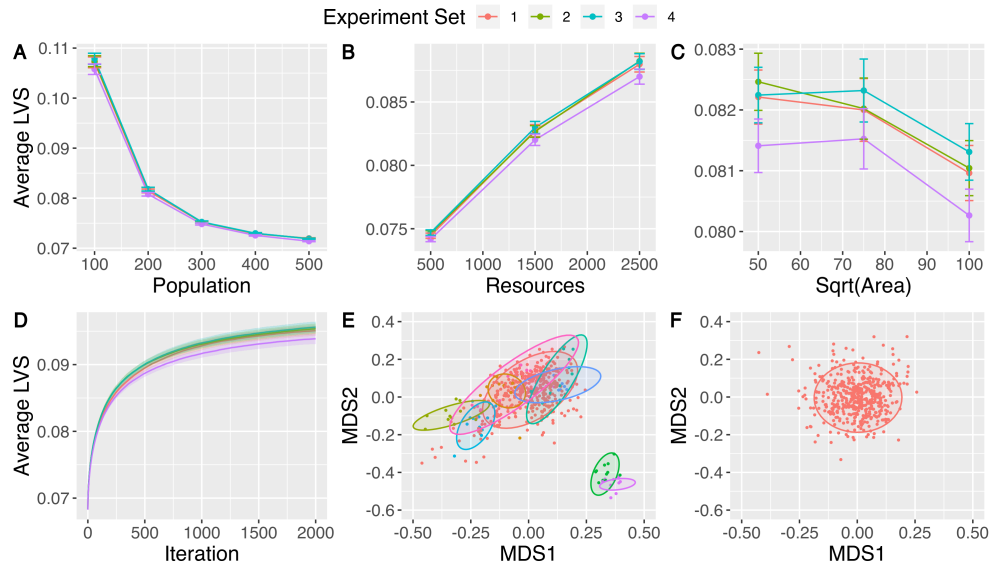 Experiment Set 1 2 3 4
A
Average LVS
0.11
0.10
0.09
0.08
0.07
100 200 300 400 500
Population
B
0.085
0.080
0.075
500 1000 1500 2000 2500
Resources
C
0.083
0.082
0.081
0.080
50 60 70 80 90 100
Sqrt(Area)
D
Average LVS
0.09
0.08
0.07
0 500 1000 1500 2000
Iteration
E
MDS2
0.4
0.2
0.0
-0.2
-0.4
-0.6
-0.50 -0.25 0.00 0.25 0.50
MDS1
F
MDS2
0.4
0.2
0.0
-0.2
-0.4
-0.6
-0.50 -0.25 0.00 0.25 0.50
MDS1